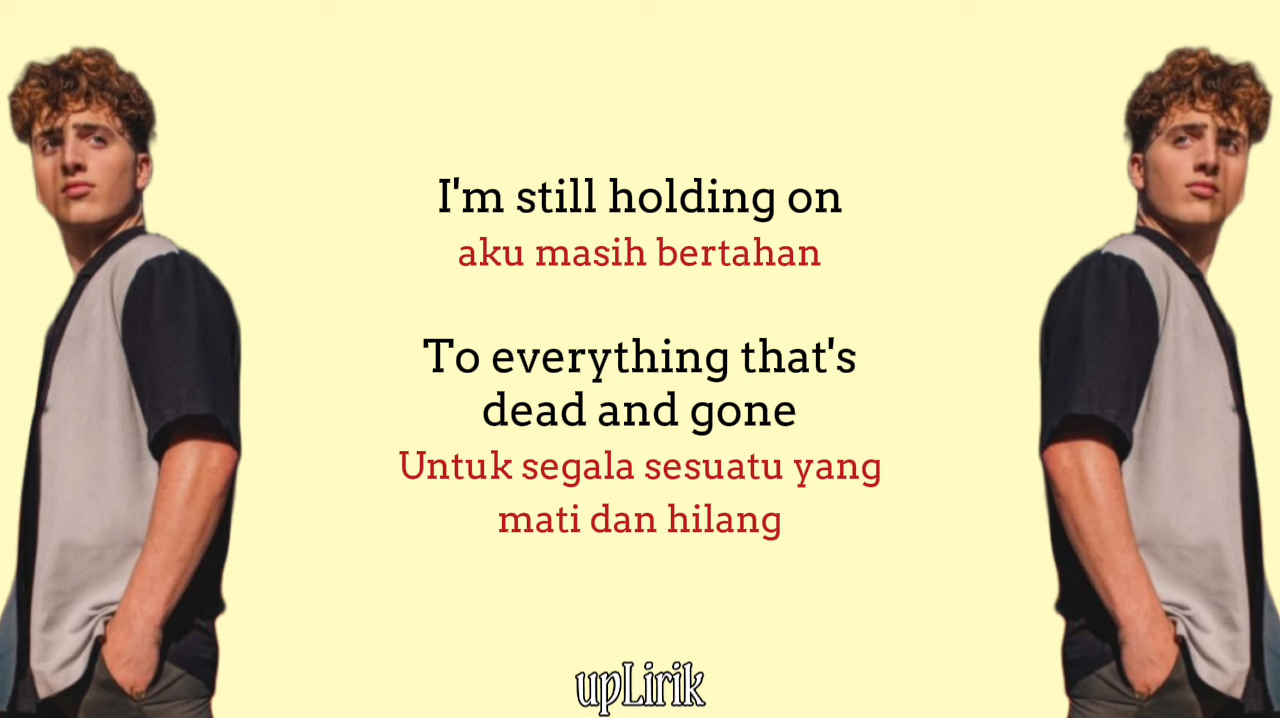 I'm still holding on
aku masih bertahan
To everything that's
dead and gone
Untuk segala sesuatu yang
mati dan hilang
upLirik